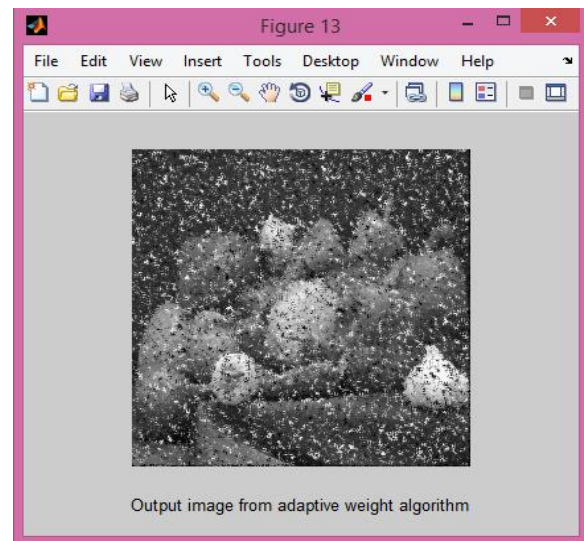 Figure 13
File Edit View Insert Tools Desktop Window Help
Output image from adaptive weight algorithm